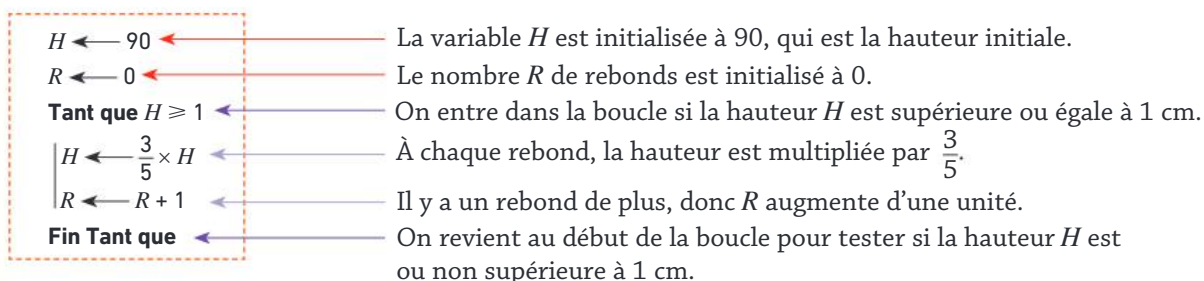 H ← 90 La variable H est initialisée à 90, qui est la hauteur initiale.
R ← 0 Le nombre R de rebonds est initialisé à 0.
Tant que H ⩾ 1 On entre dans la boucle si la hauteur H est supérieure ou égale à 1 cm.
H ← 3/5 × H À chaque rebond, la hauteur est multipliée par 3/5.
R ← R + 1 Il y a un rebond de plus, donc R augmente d'une unité.
Fin Tant que On revient au début de la boucle pour tester si la hauteur H est
ou non supérieure à 1 cm.